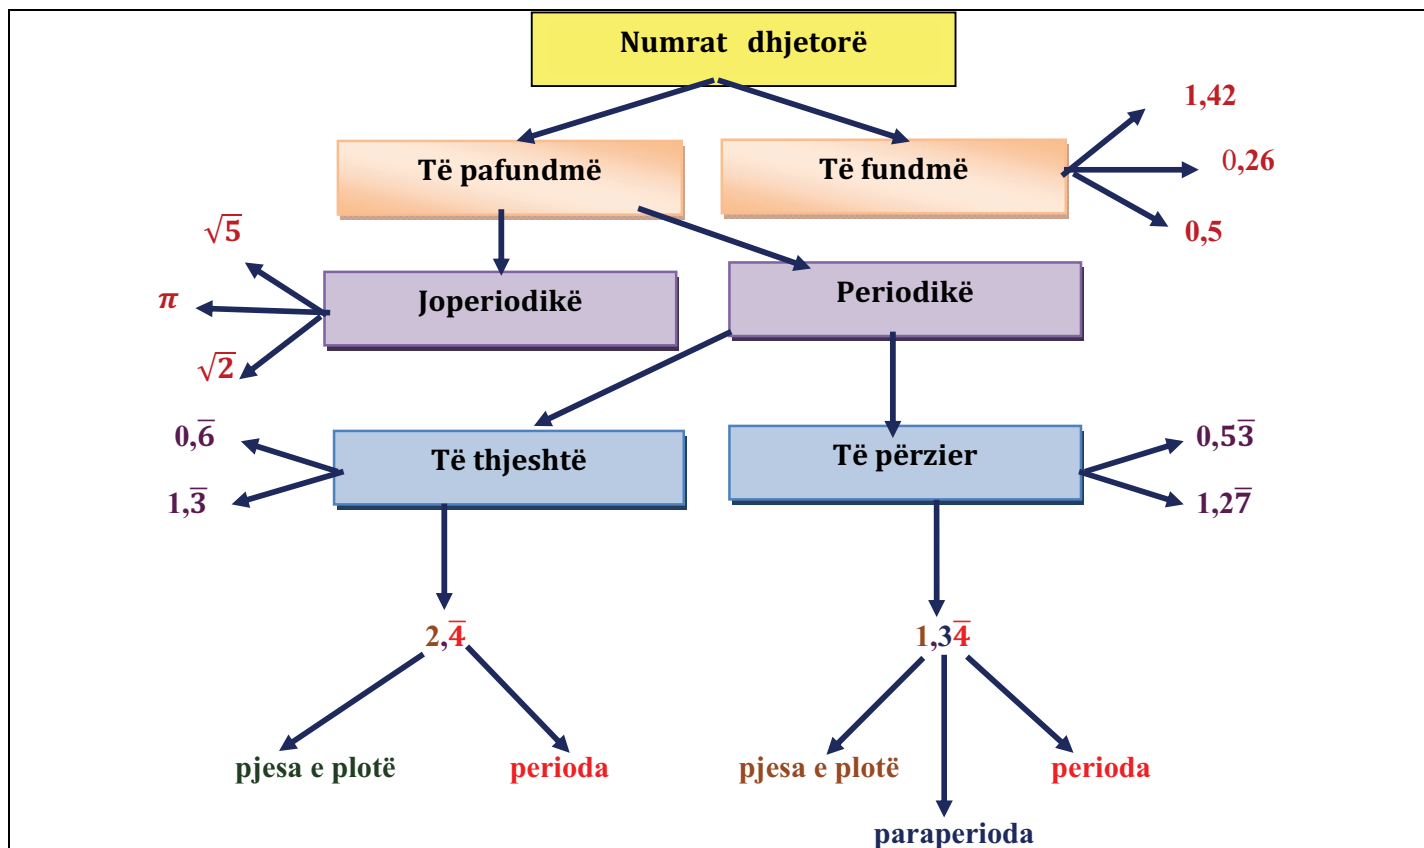 Numrat dhjetorë
1,42
Të pafundmë
Të fundmë
0,26
0,5
√5
π
√2
Joperiodikë
Periodikë
0,6̅
1,3̅
Të thjeshtë
Të përzier
0,53̅
1,27̅
2,4̅
1,34̅
pjesa e plotë
perioda
pjesa e plotë
perioda
paraperioda